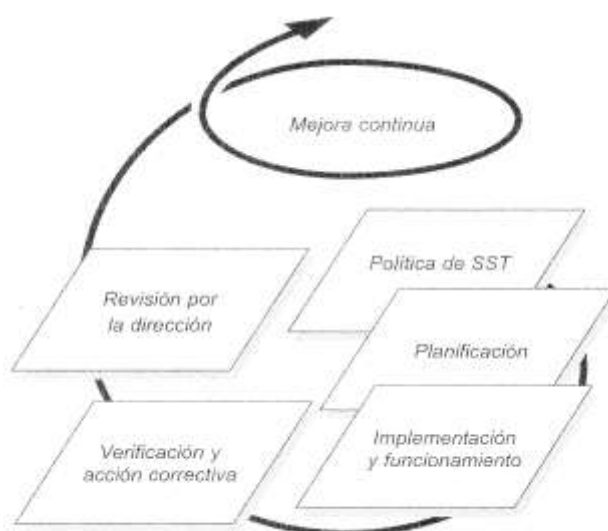 Mejora continua
Política de SST
Revisión por
la dirección
Planificación
Implementación
y funcionamiento
Verificación y
acción correctiva